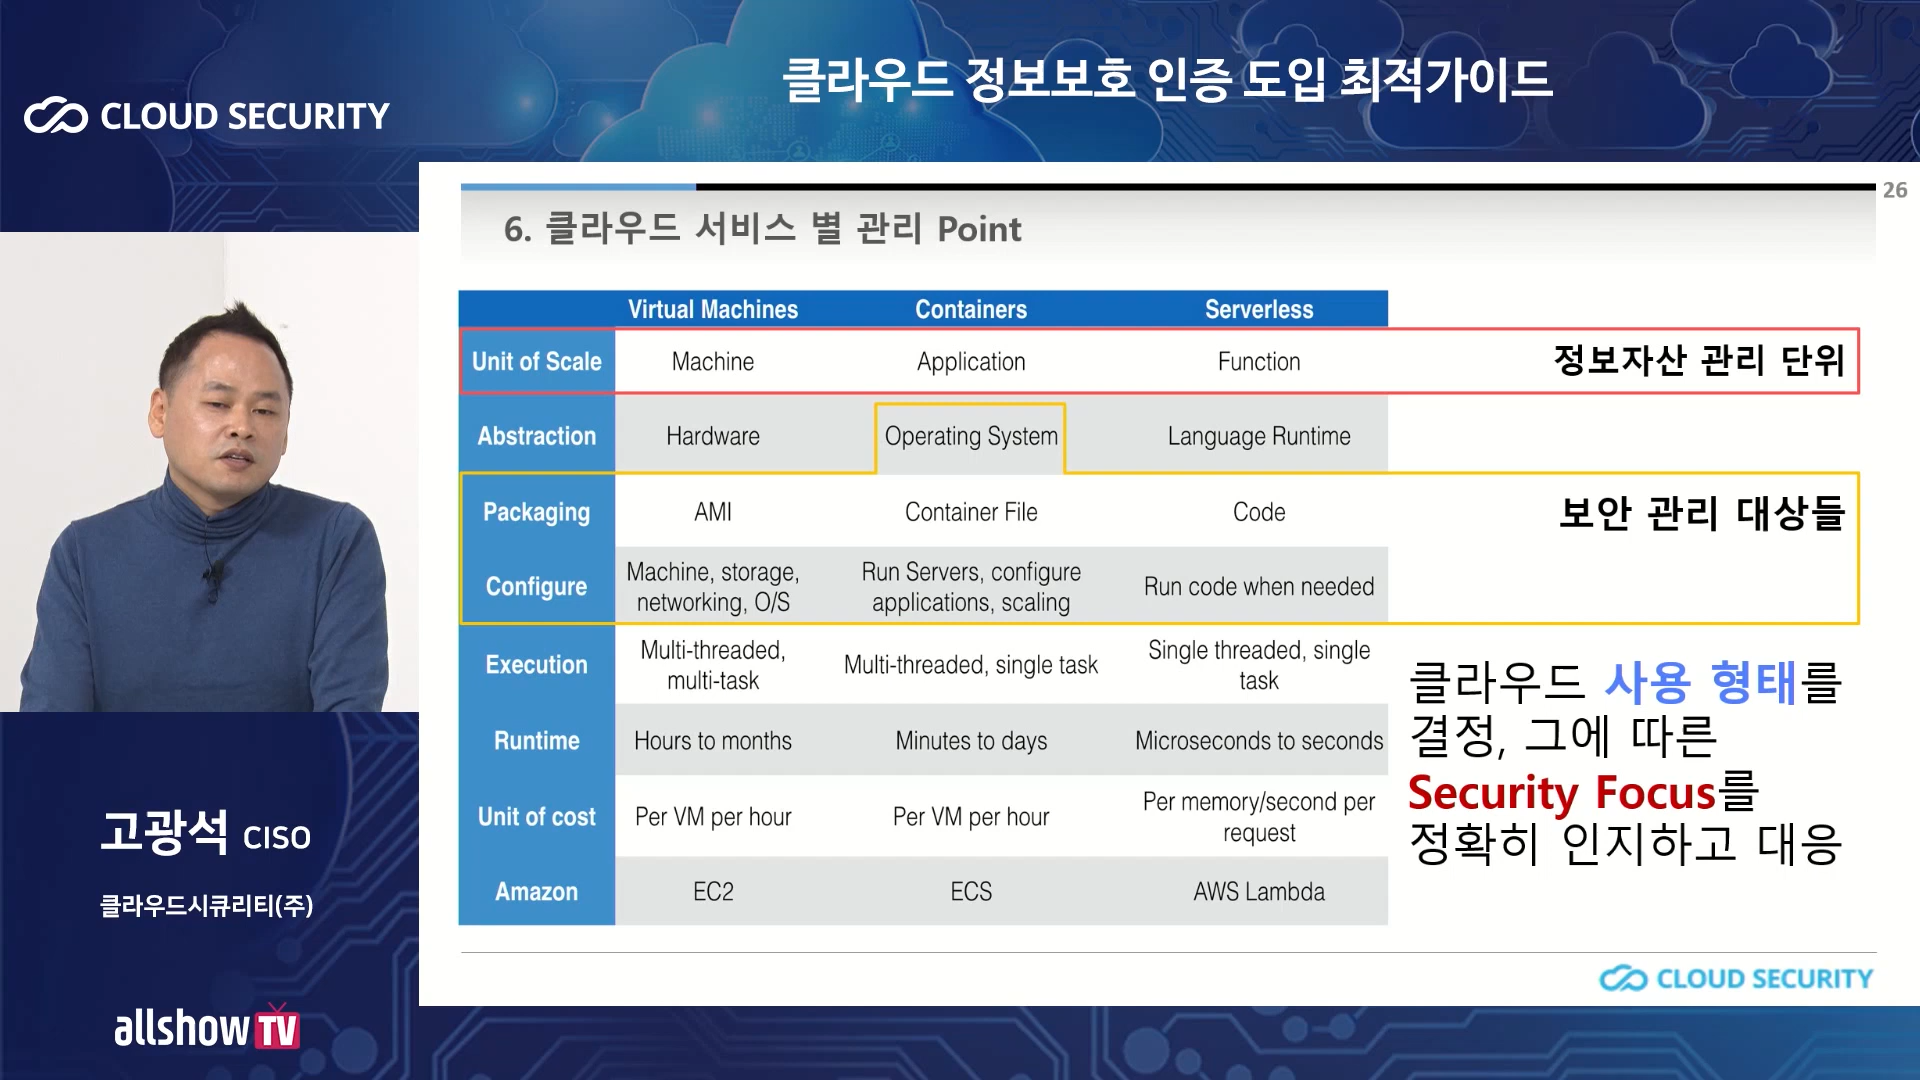 클라우드 정보보호 인증 도입 최적가이드
CLOUD SECURITY
26
6. 클라우드 서비스 별 관리 Point
Virtual Machines Containers Serverless
Unit of Scale Machine Application Function 정보자산 관리 단위
Abstraction Hardware Operating System Language Runtime
Packaging AMI Container File Code 보안 관리 대상들
Configure Machine, storage, networking, O/S Run Servers, configure applications, scaling Run code when needed
Execution Multi-threaded, multi-task Multi-threaded, single task Single threaded, single task
Runtime Hours to months Minutes to days Microseconds to seconds
Unit of cost Per VM per hour Per VM per hour Per memory/second per request
Amazon EC2 ECS AWS Lambda
클라우드 사용 형태를
결정, 그에 따른
Security Focus를
정확히 인지하고 대응
CLOUD SECURITY
고광석 CISO
클라우드시큐리티(주)
allshow TV